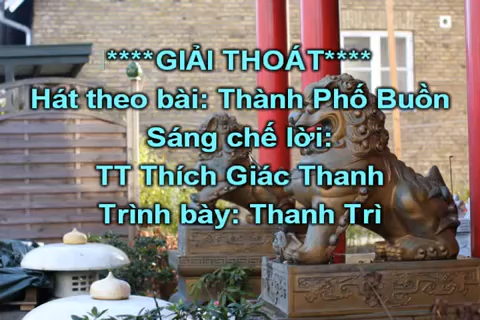 ****GIẢI THOÁT****
Hát theo bài: Thành Phố Buồn
Sáng chế lời:
TT Thích Giác Thanh
Trình bày: Thanh Trì